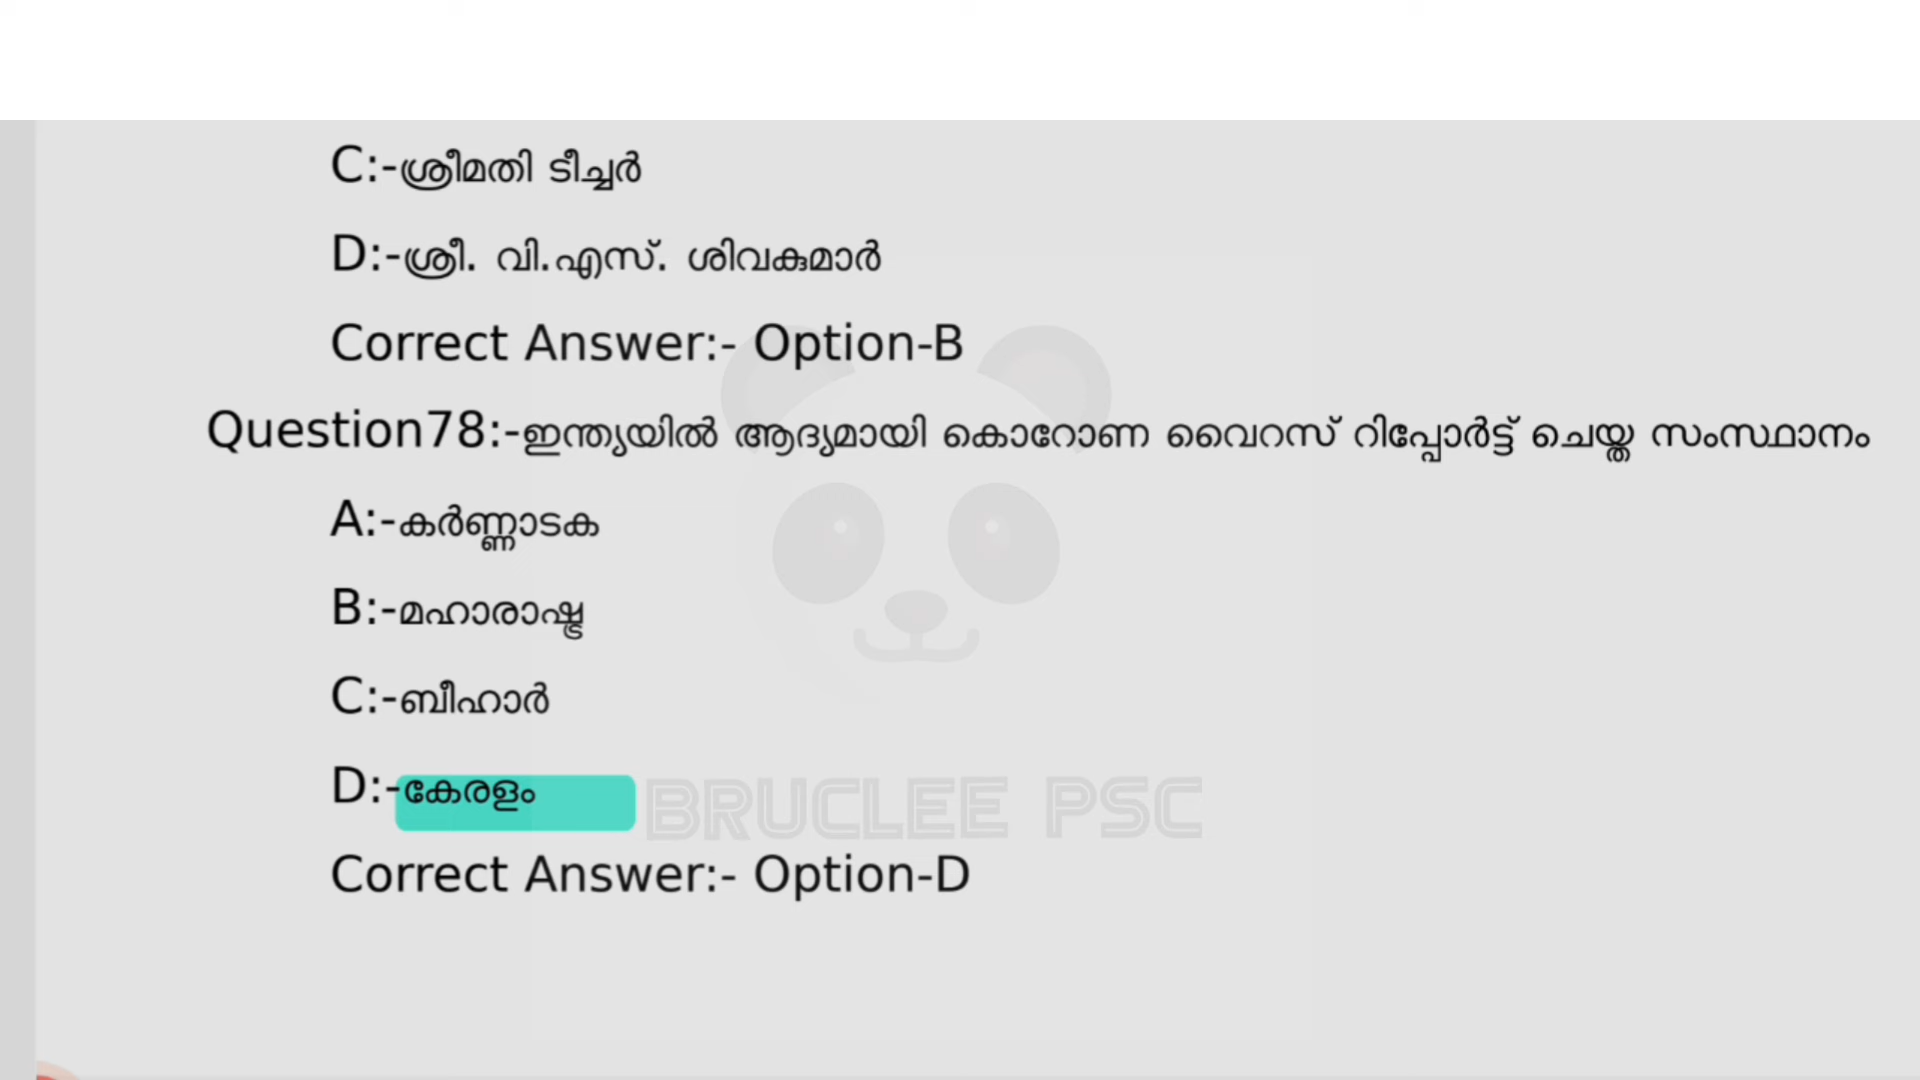 C:-ശ്രീമതി ടീച്ചർ
D:-ശ്രീ. വി.എസ്. ശിവകുമാർ
Correct Answer:- Option-B
Question78:-ഇന്ത്യയിൽ ആദ്യമായി കൊറോണ വൈറസ് റിപ്പോർട്ട് ചെയ്ത സംസ്ഥാനം
A:-കർണ്ണാടക
B:-മഹാരാഷ്ട്ര
C:-ബീഹാർ
D:-കേരളം
BRUCLEE PSC
Correct Answer:- Option-D